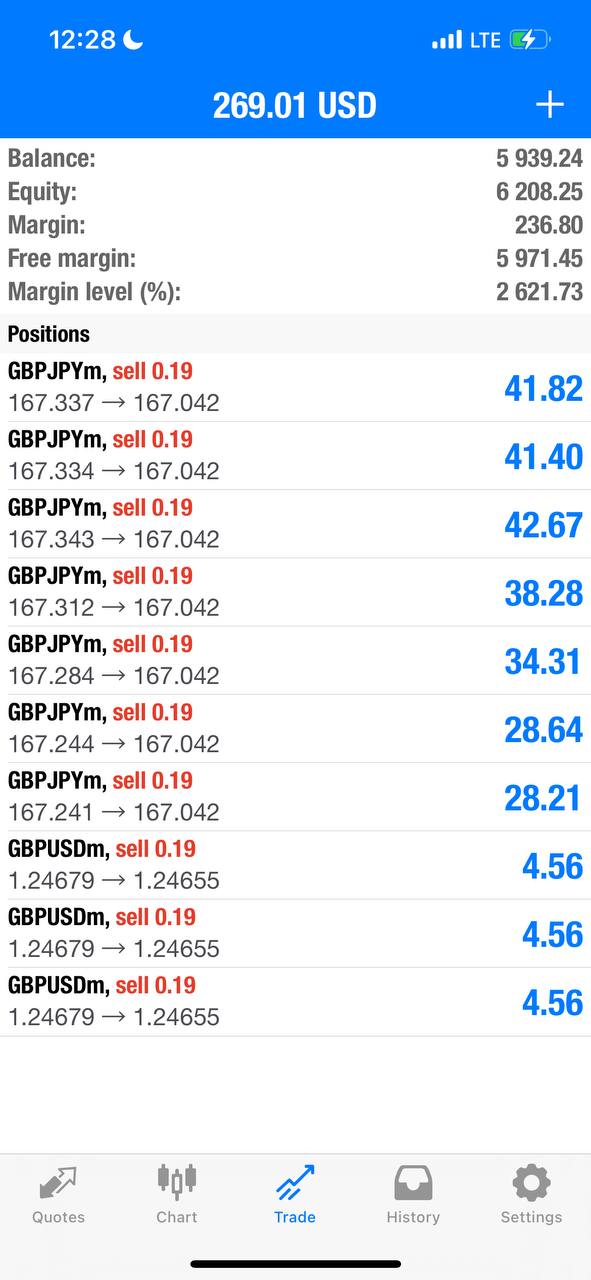 12:28 LTE
269.01 USD +
Balance: 5 939.24
Equity: 6 208.25
Margin: 236.80
Free margin: 5 971.45
Margin level (%): 2 621.73
Positions
GBPJPYm, sell 0.19
167.337 → 167.042 41.82
GBPJPYm, sell 0.19
167.334 → 167.042 41.40
GBPJPYm, sell 0.19
167.343 → 167.042 42.67
GBPJPYm, sell 0.19
167.312 → 167.042 38.28
GBPJPYm, sell 0.19
167.284 → 167.042 34.31
GBPJPYm, sell 0.19
167.244 → 167.042 28.64
GBPJPYm, sell 0.19
167.241 → 167.042 28.21
GBPUSDm, sell 0.19
1.24679 → 1.24655 4.56
GBPUSDm, sell 0.19
1.24679 → 1.24655 4.56
GBPUSDm, sell 0.19
1.24679 → 1.24655 4.56
Quotes Chart Trade History Settings